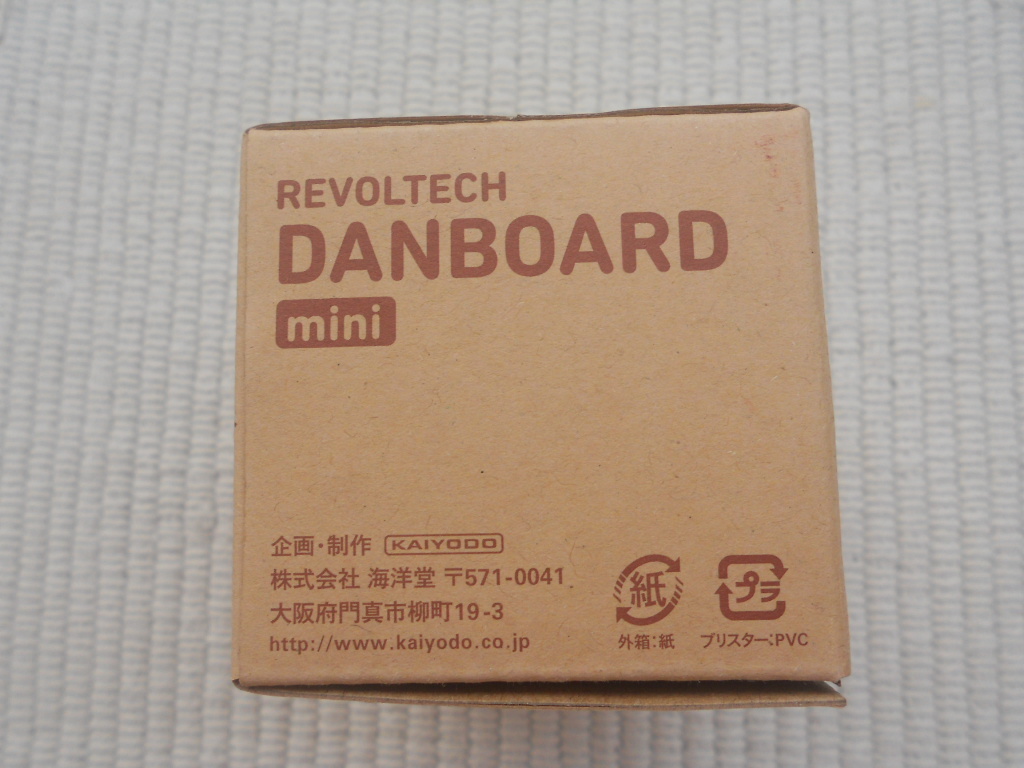 REVOLTECH
DANBOARD
mini
企画・制作 KAIYODO
株式会社 海洋堂 〒571-0041
大阪府門真市柳町19-3
http://www.kaiyodo.co.jp
紙
外箱:紙
プラ
ブリスター:PVC